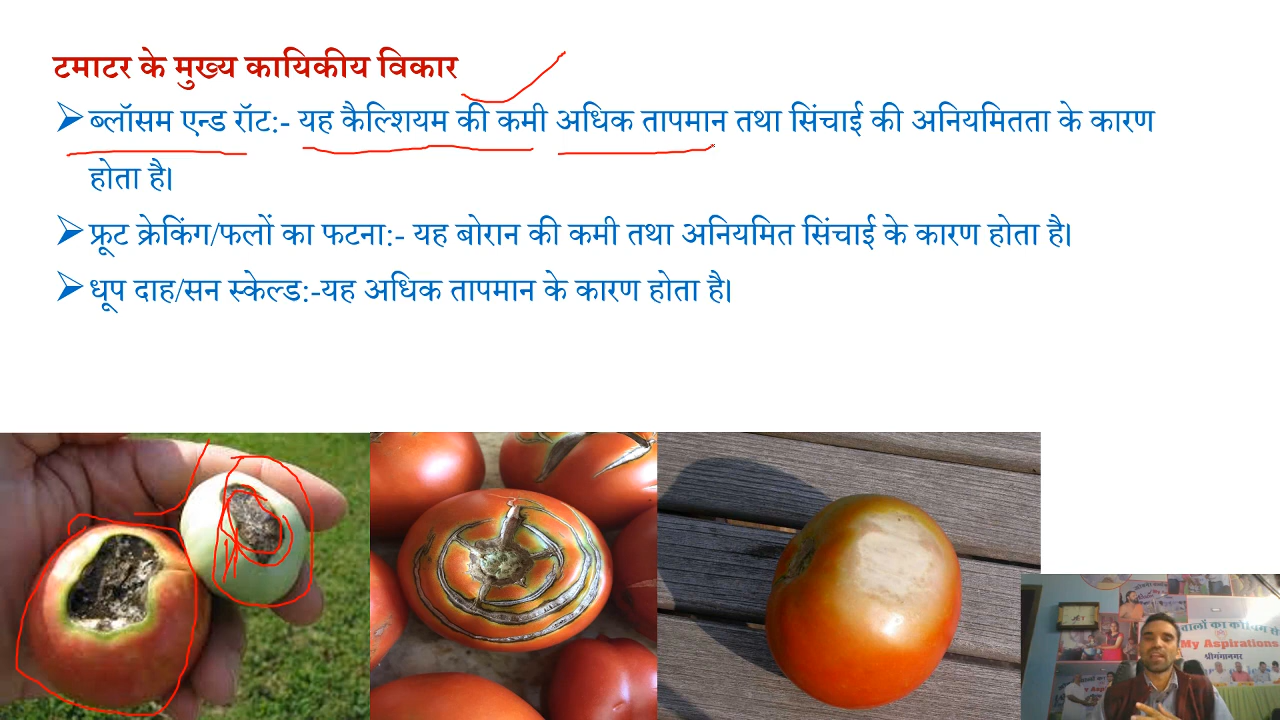 टमाटर के मुख्य कायिकीय विकार
ब्लॉसम एन्ड रॉट:- यह कैल्शियम की कमी अधिक तापमान तथा सिंचाई की अनियमितता के कारण
होता है।
फ्रूट क्रेकिंग/फलों का फटना:- यह बोरान की कमी तथा अनियमित सिंचाई के कारण होता है।
धूप दाह/सन स्केल्ड:-यह अधिक तापमान के कारण होता है।
वालों का कोचिंग
My Aspirations
श्रीगंगानगर